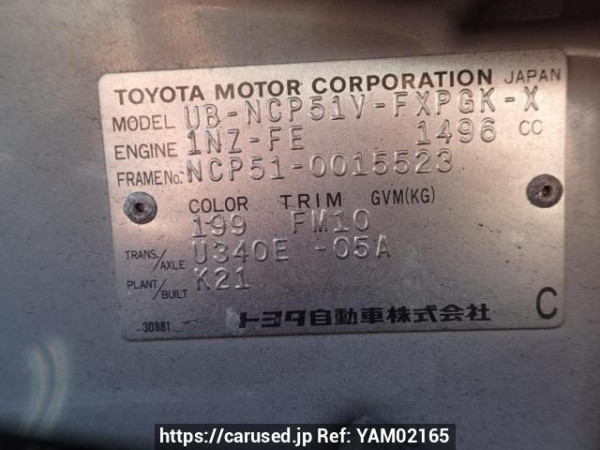 TOYOTA MOTOR CORPORATION JAPAN
MODEL UB-NCP51V-FXPGK-X
ENGINE 1NZ-FE 1496 CC
FRAME No. NCP51-0015523
COLOR TRIM GVM(KG)
199 FM10
TRANS./AXLE U340E -05A
PLANT/BUILT K21
-30881
トヨタ自動車株式会社 C
https://carused.jp Ref: YAM02165